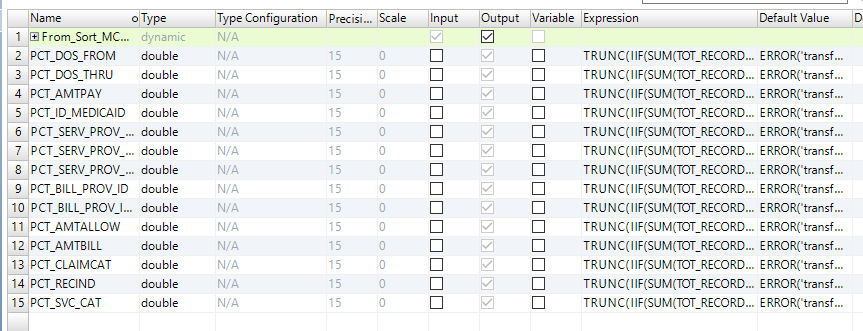 Name Type Type Configuration Precisi... Scale Input Output Variable Expression Default Value D
1 From_Sort_MC... dynamic N/A
2 PCT_DOS_FROM double N/A 15 0 TRUNC(IIF(SUM(TOT_RECORD... ERROR('transf...
3 PCT_DOS_THRU double N/A 15 0 TRUNC(IIF(SUM(TOT_RECORD... ERROR('transf...
4 PCT_AMTPAY double N/A 15 0 TRUNC(IIF(SUM(TOT_RECORD... ERROR('transf...
5 PCT_ID_MEDICAID double N/A 15 0 TRUNC(IIF(SUM(TOT_RECORD... ERROR('transf...
6 PCT_SERV_PROV_... double N/A 15 0 TRUNC(IIF(SUM(TOT_RECORD... ERROR('transf...
7 PCT_SERV_PROV_... double N/A 15 0 TRUNC(IIF(SUM(TOT_RECORD... ERROR('transf...
8 PCT_SERV_PROV_... double N/A 15 0 TRUNC(IIF(SUM(TOT_RECORD... ERROR('transf...
9 PCT_BILL_PROV_ID double N/A 15 0 TRUNC(IIF(SUM(TOT_RECORD... ERROR('transf...
10 PCT_BILL_PROV_I... double N/A 15 0 TRUNC(IIF(SUM(TOT_RECORD... ERROR('transf...
11 PCT_AMTALLOW double N/A 15 0 TRUNC(IIF(SUM(TOT_RECORD... ERROR('transf...
12 PCT_AMTBILL double N/A 15 0 TRUNC(IIF(SUM(TOT_RECORD... ERROR('transf...
13 PCT_CLAIMCAT double N/A 15 0 TRUNC(IIF(SUM(TOT_RECORD... ERROR('transf...
14 PCT_RECIND double N/A 15 0 TRUNC(IIF(SUM(TOT_RECORD... ERROR('transf...
15 PCT_SVC_CAT double N/A 15 0 TRUNC(IIF(SUM(TOT_RECORD... ERROR('transf...